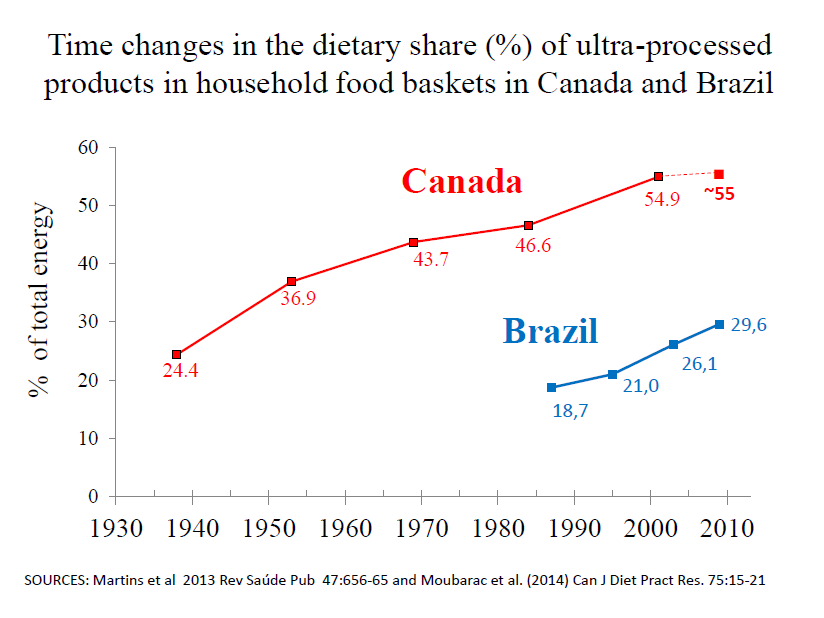 Time changes in the dietary share (%) of ultra-processed
products in household food baskets in Canada and Brazil
% of total energy
60
50
40
30
20
10
0
Canada
24.4
36.9
43.7
46.6
54.9
~55
Brazil
18,7
21,0
26,1
29,6
1930 1940 1950 1960 1970 1980 1990 2000 2010
SOURCES: Martins et al 2013 Rev Saúde Pub 47:656-65 and Moubarac et al. (2014) Can J Diet Pract Res. 75:15-21